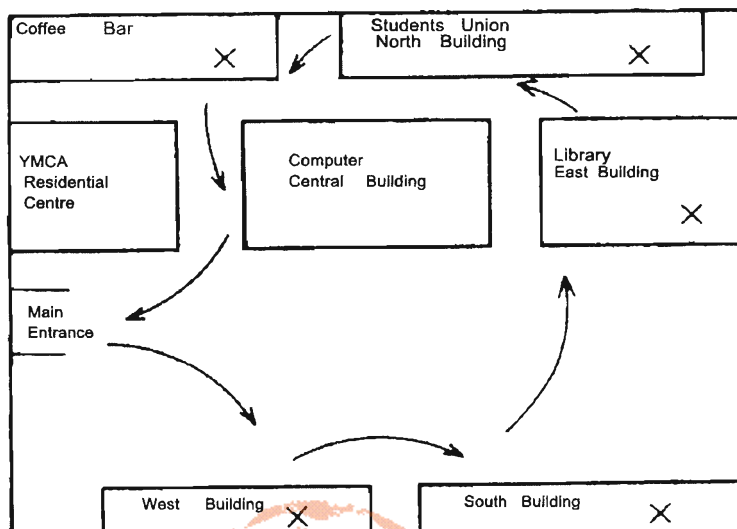 Coffee Bar
Students Union
North Building
YMCA
Residential
Centre
Computer
Central Building
Library
East Building
Main
Entrance
West Building
South Building